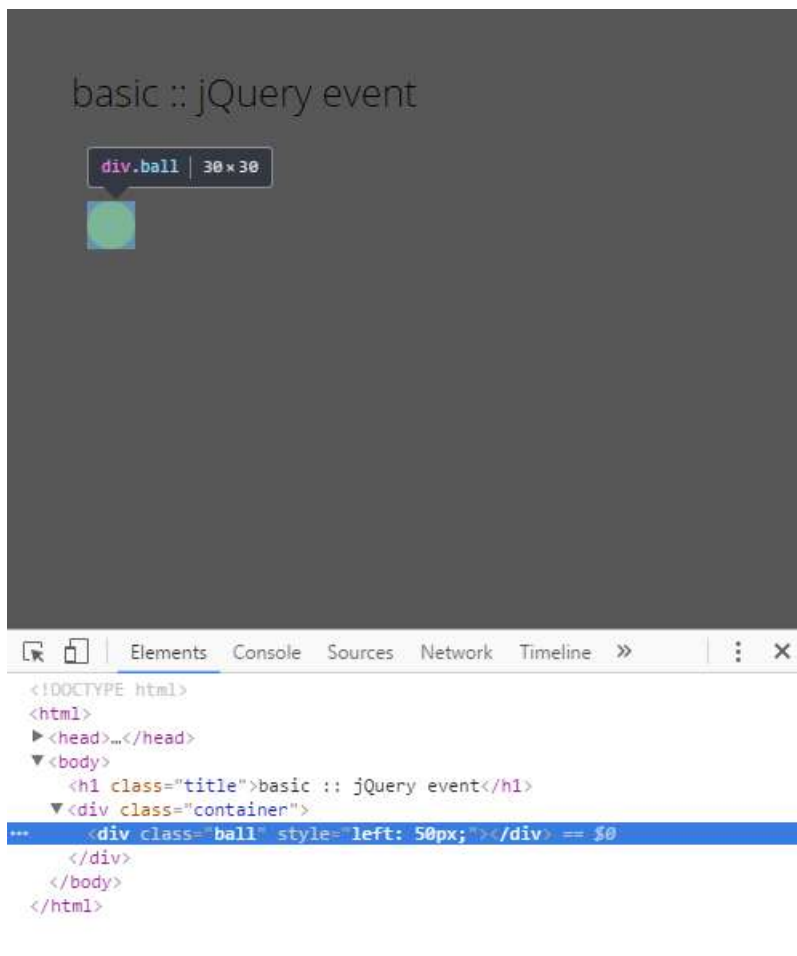 basic :: jQuery event
div.ball | 30 × 30
Elements Console Sources Network Timeline »
<!DOCTYPE html>
<html>
▶<head>…</head>
▼<body>
<h1 class="title">basic :: jQuery event</h1>
▼<div class="container">
… <div class="ball" style="left: 50px;"></div> == $0
</div>
</body>
</html>